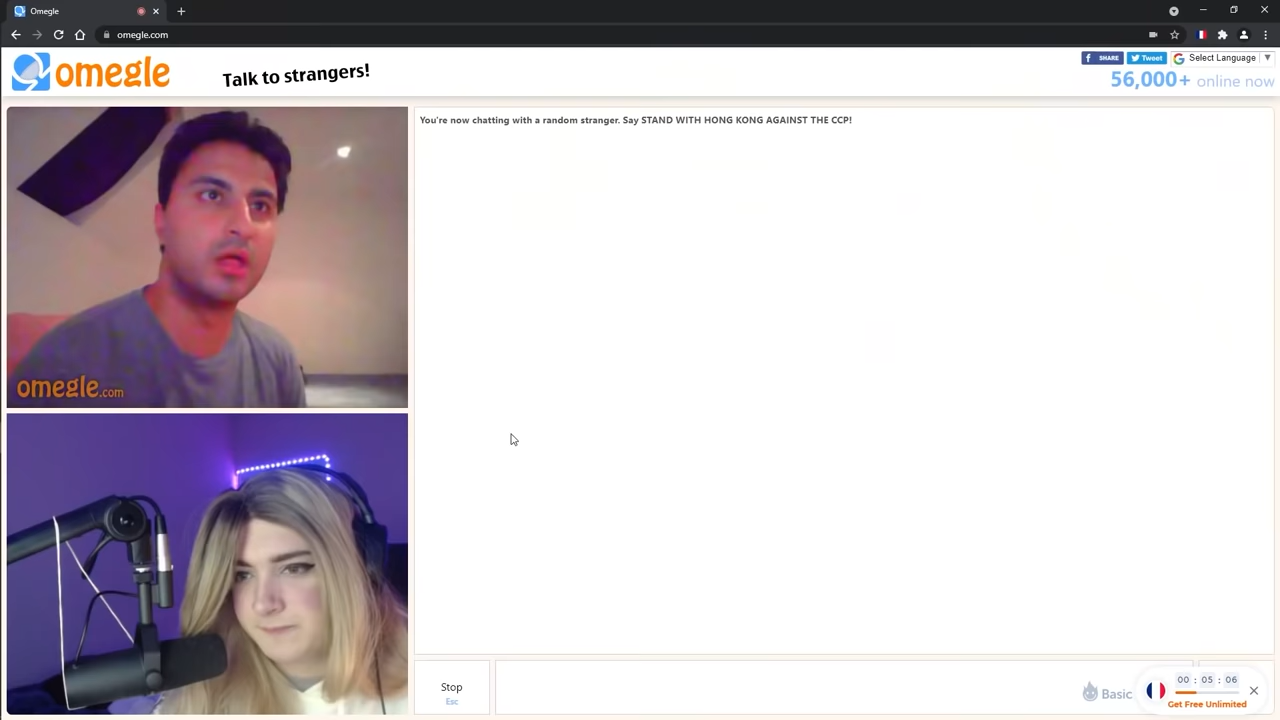 Omegle
omegle.com
omegle
Talk to strangers!
SHARE
Tweet
Select Language
56,000+ online now
You're now chatting with a random stranger. Say STAND WITH HONG KONG AGAINST THE CCP!
omegle.com
Stop
Esc
Basic
00 : 05 : 06
Get Free Unlimited